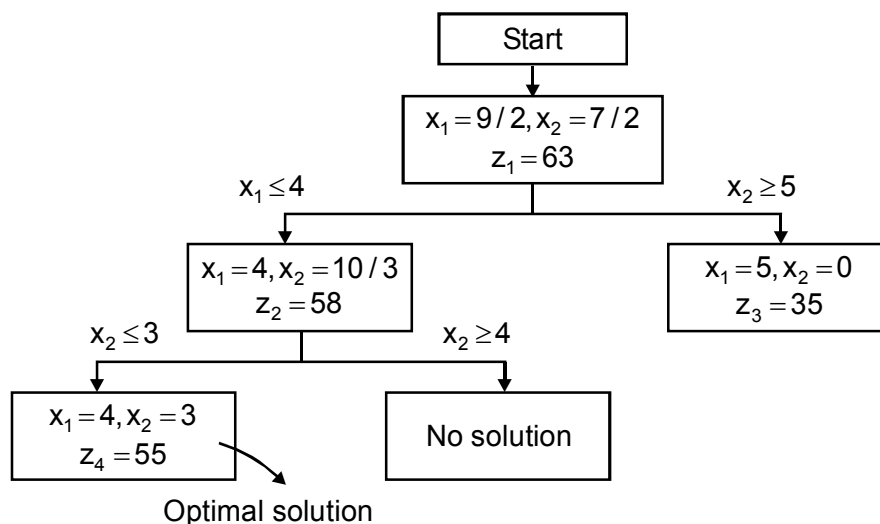 Start
x₁ = 9 / 2, x₂ = 7 / 2
z₁ = 63
x₁ ≤ 4
x₂ ≥ 5
x₁ = 4, x₂ = 10 / 3
z₂ = 58
x₁ = 5, x₂ = 0
z₃ = 35
x₂ ≤ 3
x₂ ≥ 4
x₁ = 4, x₂ = 3
z₄ = 55
No solution
Optimal solution